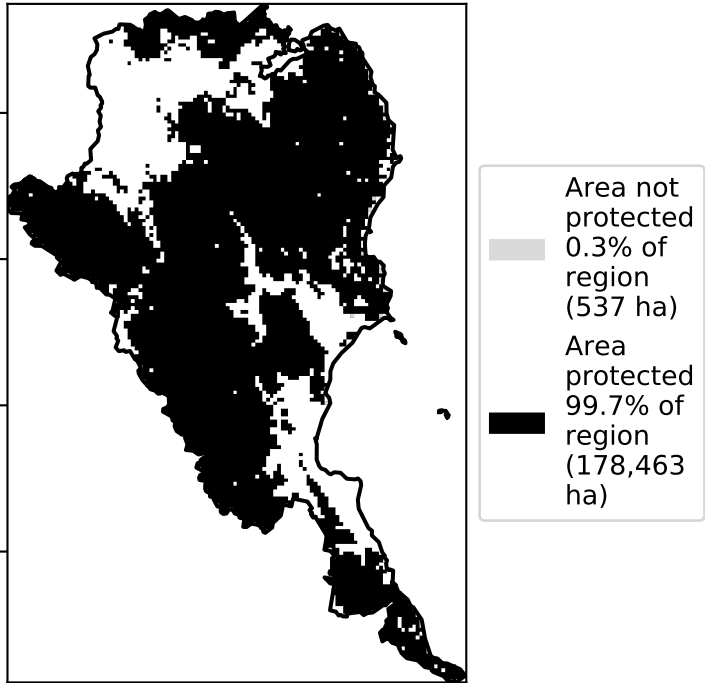 Area not
protected
0.3% of
region
(537 ha)
Area
protected
99.7% of
region
(178,463
ha)